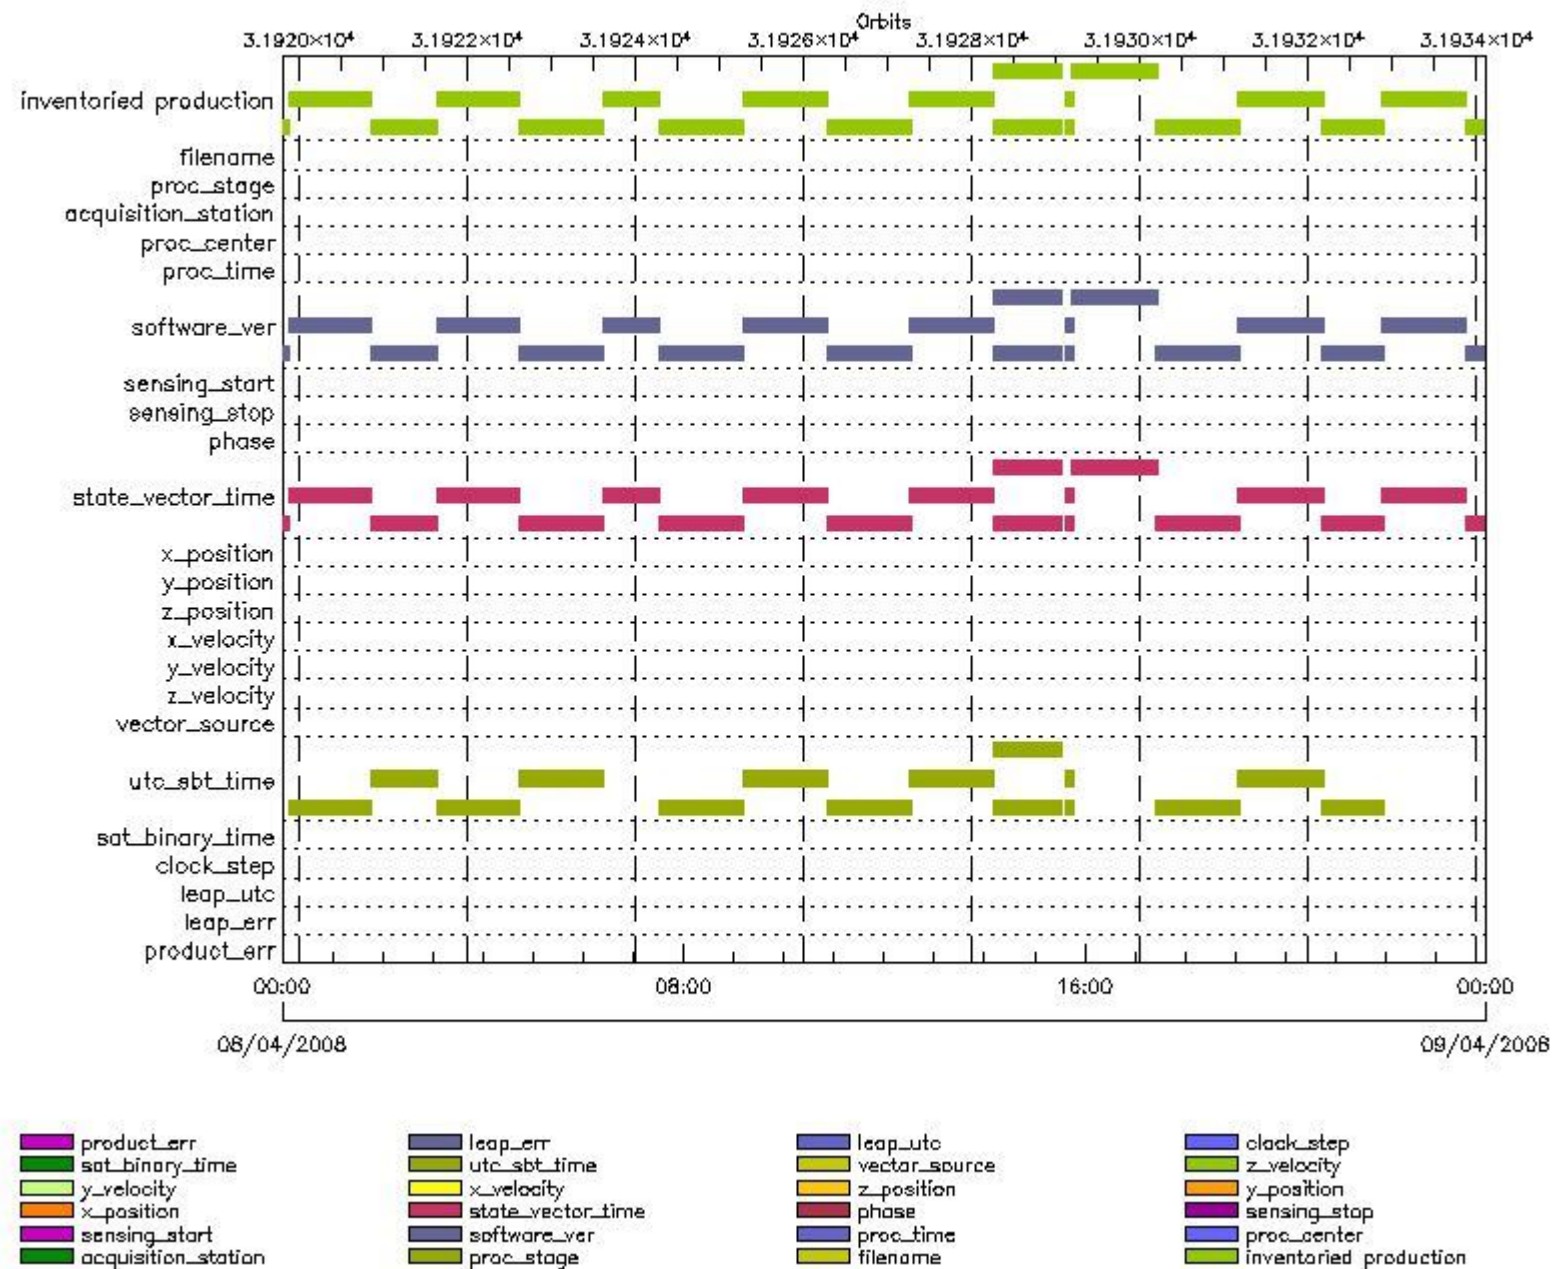 Orbits
3.1920×10⁴ 3.1922×10⁴ 3.1924×10⁴ 3.1926×10⁴ 3.1928×10⁴ 3.1930×10⁴ 3.1932×10⁴ 3.1934×10⁴
inventoried production
filename
proc_stage
acquisition_station
proc_center
proc_time
software_ver
sensing_start
sensing_stop
phase
state_vector_time
x_position
y_position
z_position
x_velocity
y_velocity
z_velocity
vector_source
utc_sbt_time
sat_binary_time
clock_step
leap_utc
leap_err
product_err
00:00 08:00 16:00 00:00
08/04/2008 09/04/2008
product_err leap_err leap_utc clock_step
sat_binary_time utc_sbt_time vector_source z_velocity
y_velocity x_velocity z_position y_position
x_position state_vector_time phase sensing_stop
sensing_start software_ver proc_time proc_center
acquisition_station proc_stage filename inventoried production